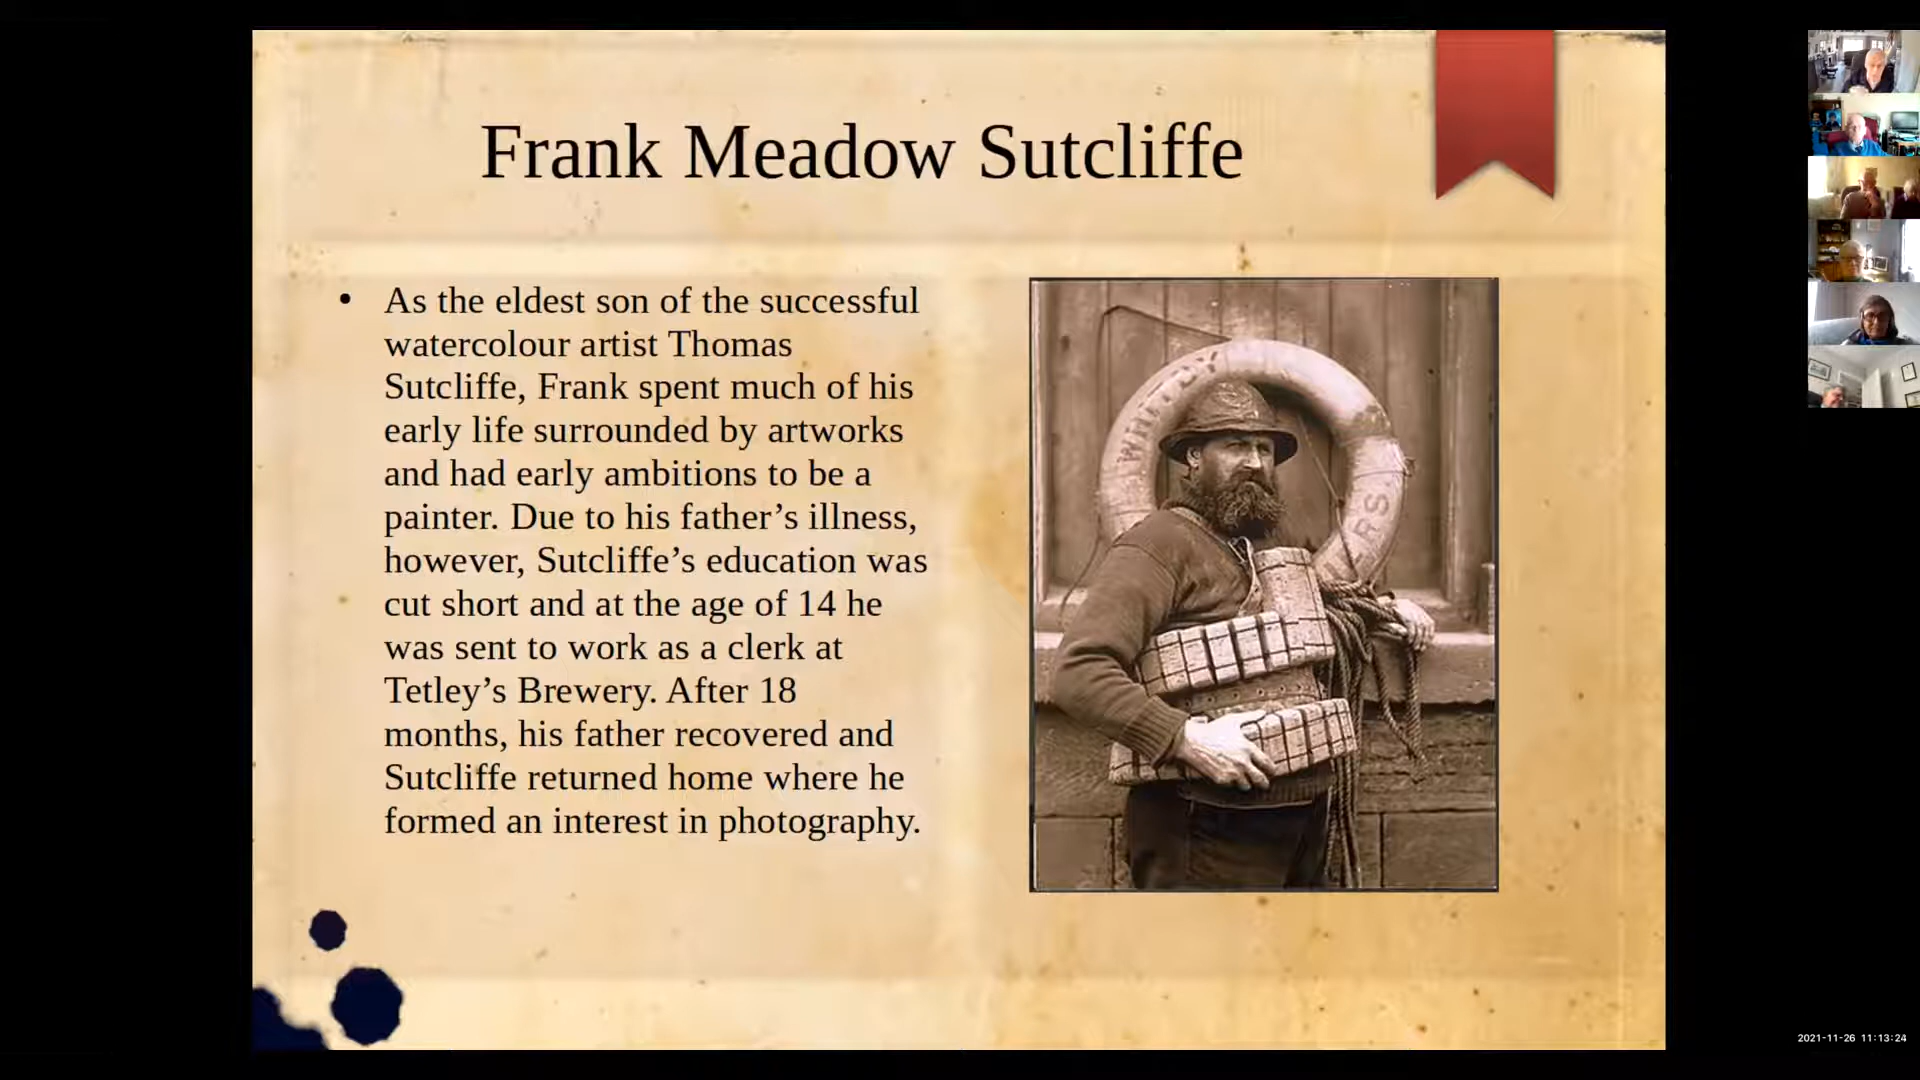 Frank Meadow Sutcliffe
• As the eldest son of the successful
watercolour artist Thomas
Sutcliffe, Frank spent much of his
early life surrounded by artworks
and had early ambitions to be a
painter. Due to his father’s illness,
however, Sutcliffe’s education was
cut short and at the age of 14 he
was sent to work as a clerk at
Tetley’s Brewery. After 18
months, his father recovered and
Sutcliffe returned home where he
formed an interest in photography.
WHITBY
2021-11-26 11:13:24